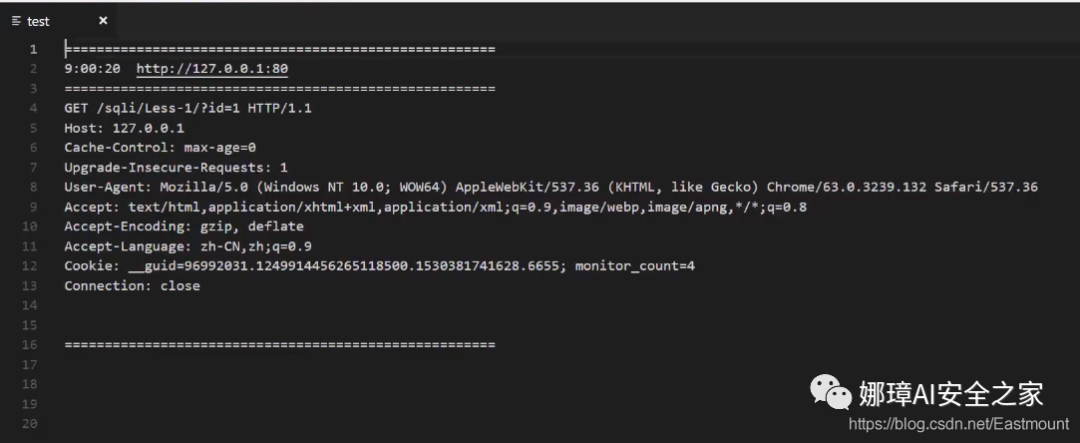 test ×
1 ======================================================
2 9:00:20  http://127.0.0.1:80
3 ======================================================
4 GET /sqli/Less-1/?id=1 HTTP/1.1
5 Host: 127.0.0.1
6 Cache-Control: max-age=0
7 Upgrade-Insecure-Requests: 1
8 User-Agent: Mozilla/5.0 (Windows NT 10.0; WOW64) AppleWebKit/537.36 (KHTML, like Gecko) Chrome/63.0.3239.132 Safari/537.36
9 Accept: text/html,application/xhtml+xml,application/xml;q=0.9,image/webp,image/apng,*/*;q=0.8
10 Accept-Encoding: gzip, deflate
11 Accept-Language: zh-CN,zh;q=0.9
12 Cookie: __guid=96992031.1249914456265118500.1530381741628.6655; monitor_count=4
13 Connection: close
14
15
16 ======================================================
17
18
19
20
娜璋AI安全之家
https://blog.csdn.net/Eastmount